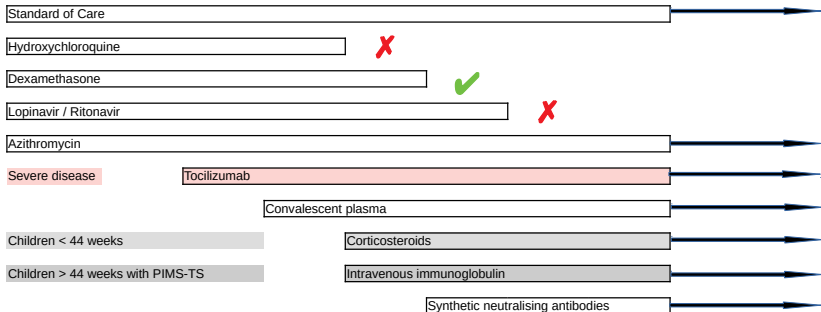 Standard of Care
Hydroxychloroquine
Dexamethasone
Lopinavir / Ritonavir
Azithromycin
Severe disease Tocilizumab
Convalescent plasma
Children < 44 weeks Corticosteroids
Children > 44 weeks with PIMS-TS Intravenous immunoglobulin
Synthetic neutralising antibodies